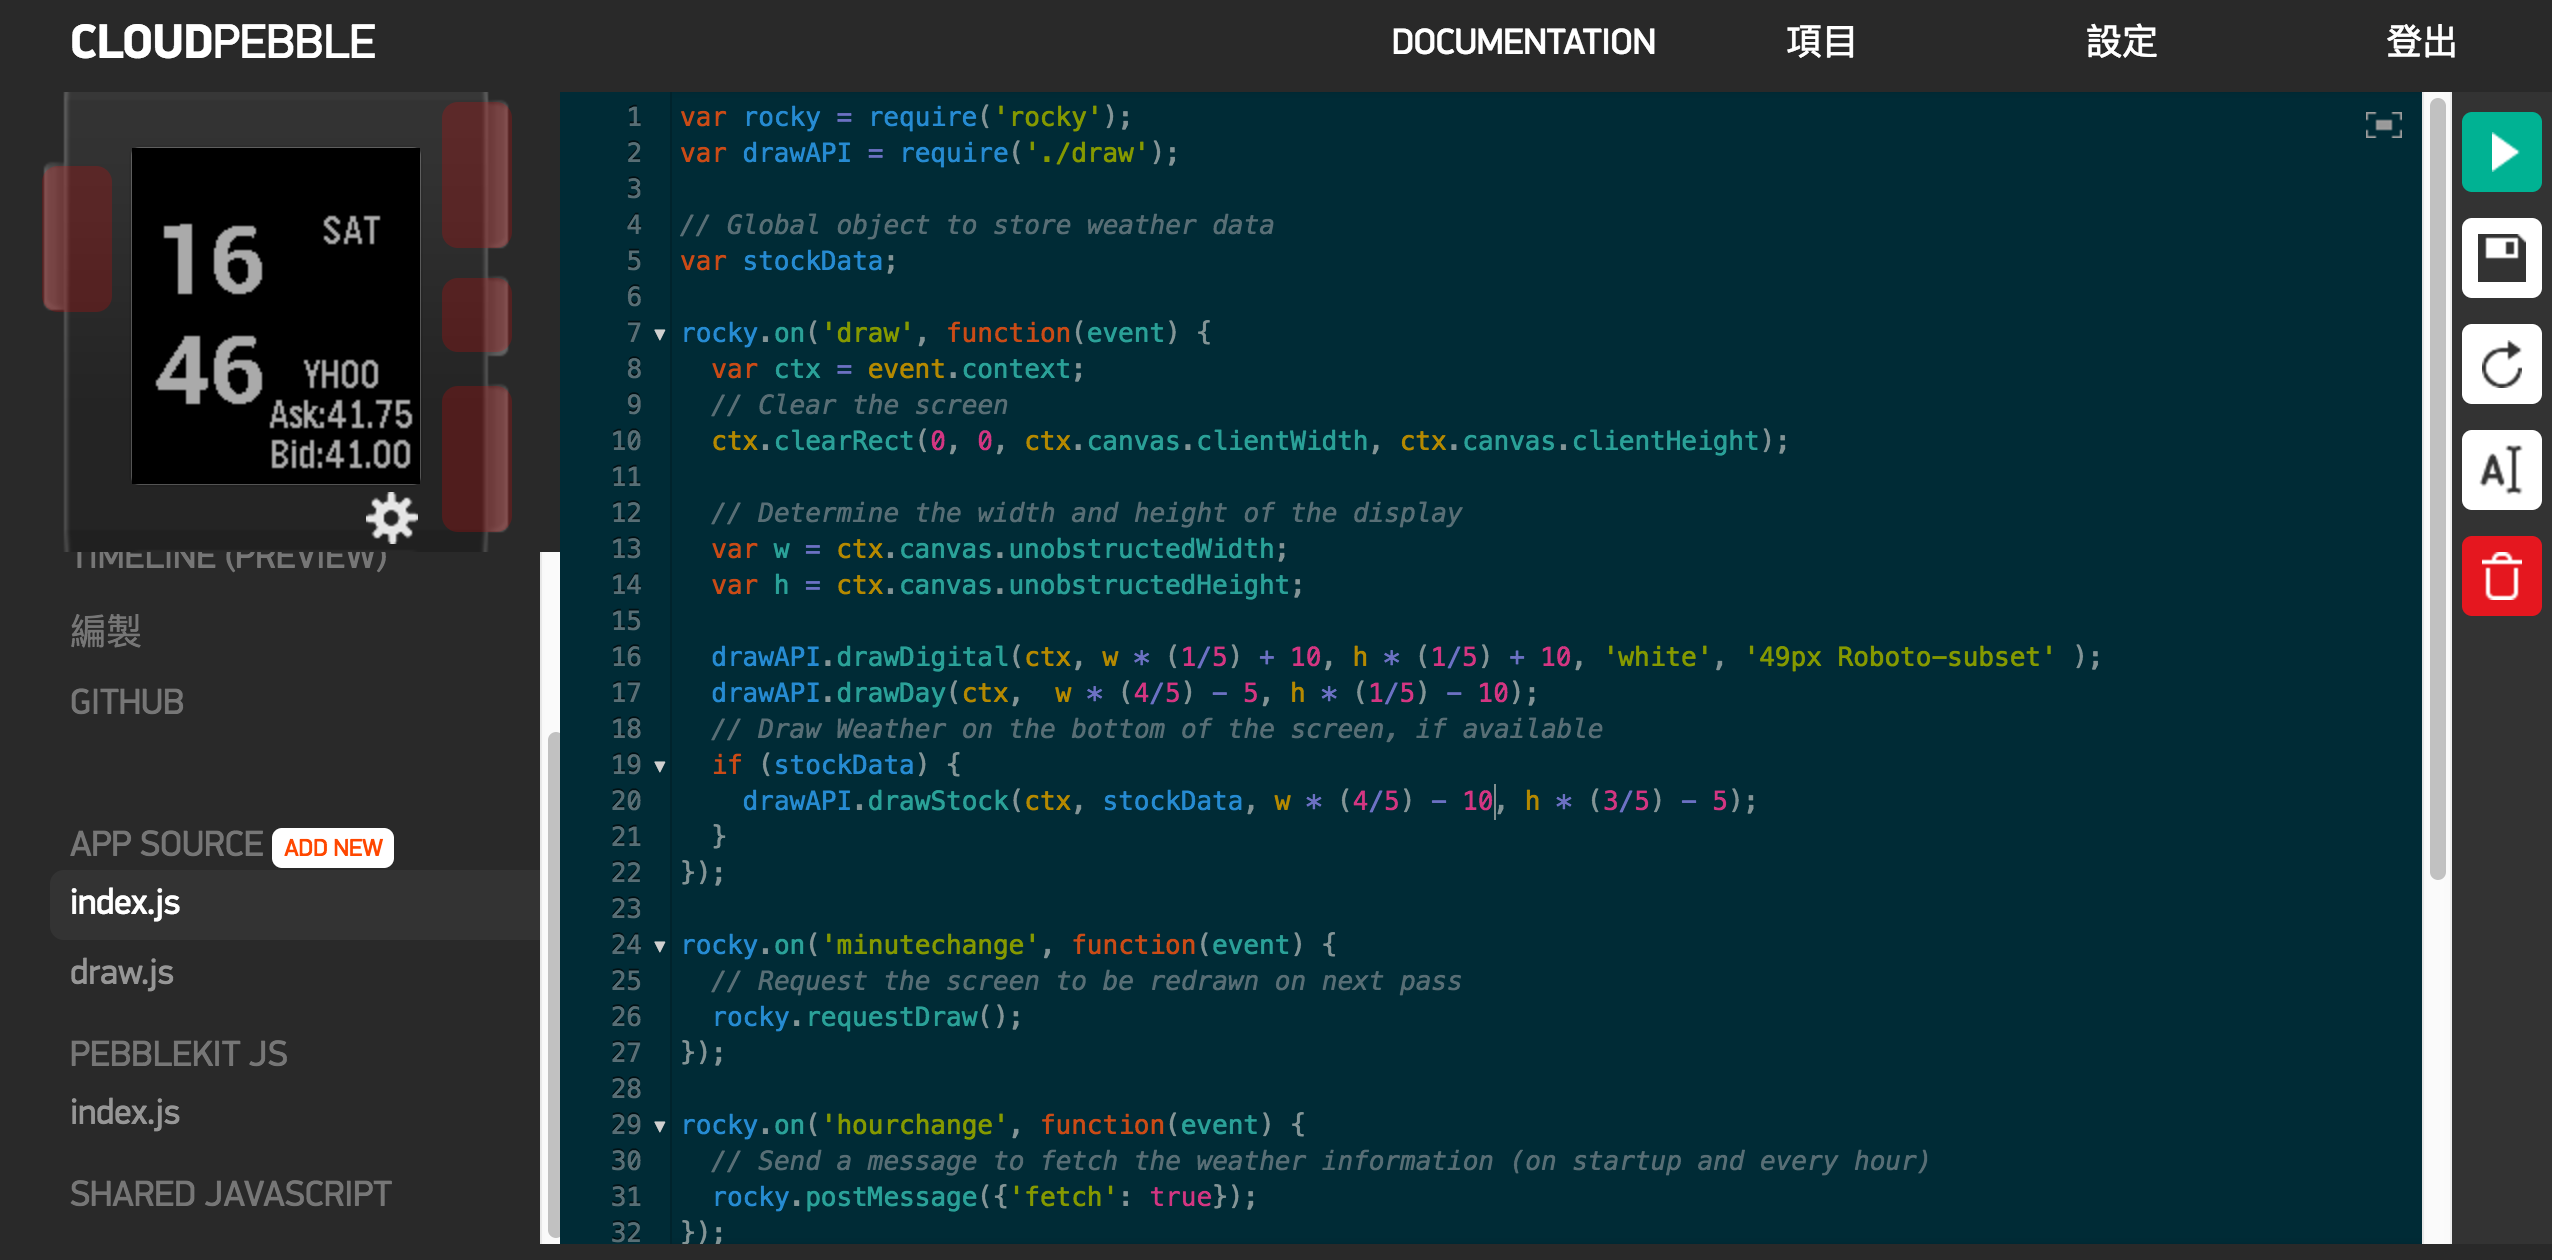 CLOUDPEBBLE
DOCUMENTATION
項目
設定
登出
SAT
16
46
YHOO
Ask:41.75
Bid:41.00
TIMELINE (PREVIEW)
編製
GITHUB
APP SOURCE ADD NEW
index.js
draw.js
PEBBLEKIT JS
index.js
SHARED JAVASCRIPT
1 var rocky = require('rocky');
2 var drawAPI = require('./draw');
3
4 // Global object to store weather data
5 var stockData;
6
7 rocky.on('draw', function(event) {
8 var ctx = event.context;
9 // Clear the screen
10 ctx.clearRect(0, 0, ctx.canvas.clientWidth, ctx.canvas.clientHeight);
11
12 // Determine the width and height of the display
13 var w = ctx.canvas.unobstructedWidth;
14 var h = ctx.canvas.unobstructedHeight;
15
16 drawAPI.drawDigital(ctx, w * (1/5) + 10, h * (1/5) + 10, 'white', '49px Roboto-subset' );
17 drawAPI.drawDay(ctx,  w * (4/5) - 5, h * (1/5) - 10);
18 // Draw Weather on the bottom of the screen, if available
19 if (stockData) {
20 drawAPI.drawStock(ctx, stockData, w * (4/5) - 10, h * (3/5) - 5);
21 }
22 });
23
24 rocky.on('minutechange', function(event) {
25 // Request the screen to be redrawn on next pass
26 rocky.requestDraw();
27 });
28
29 rocky.on('hourchange', function(event) {
30 // Send a message to fetch the weather information (on startup and every hour)
31 rocky.postMessage({'fetch': true});
32 });
A